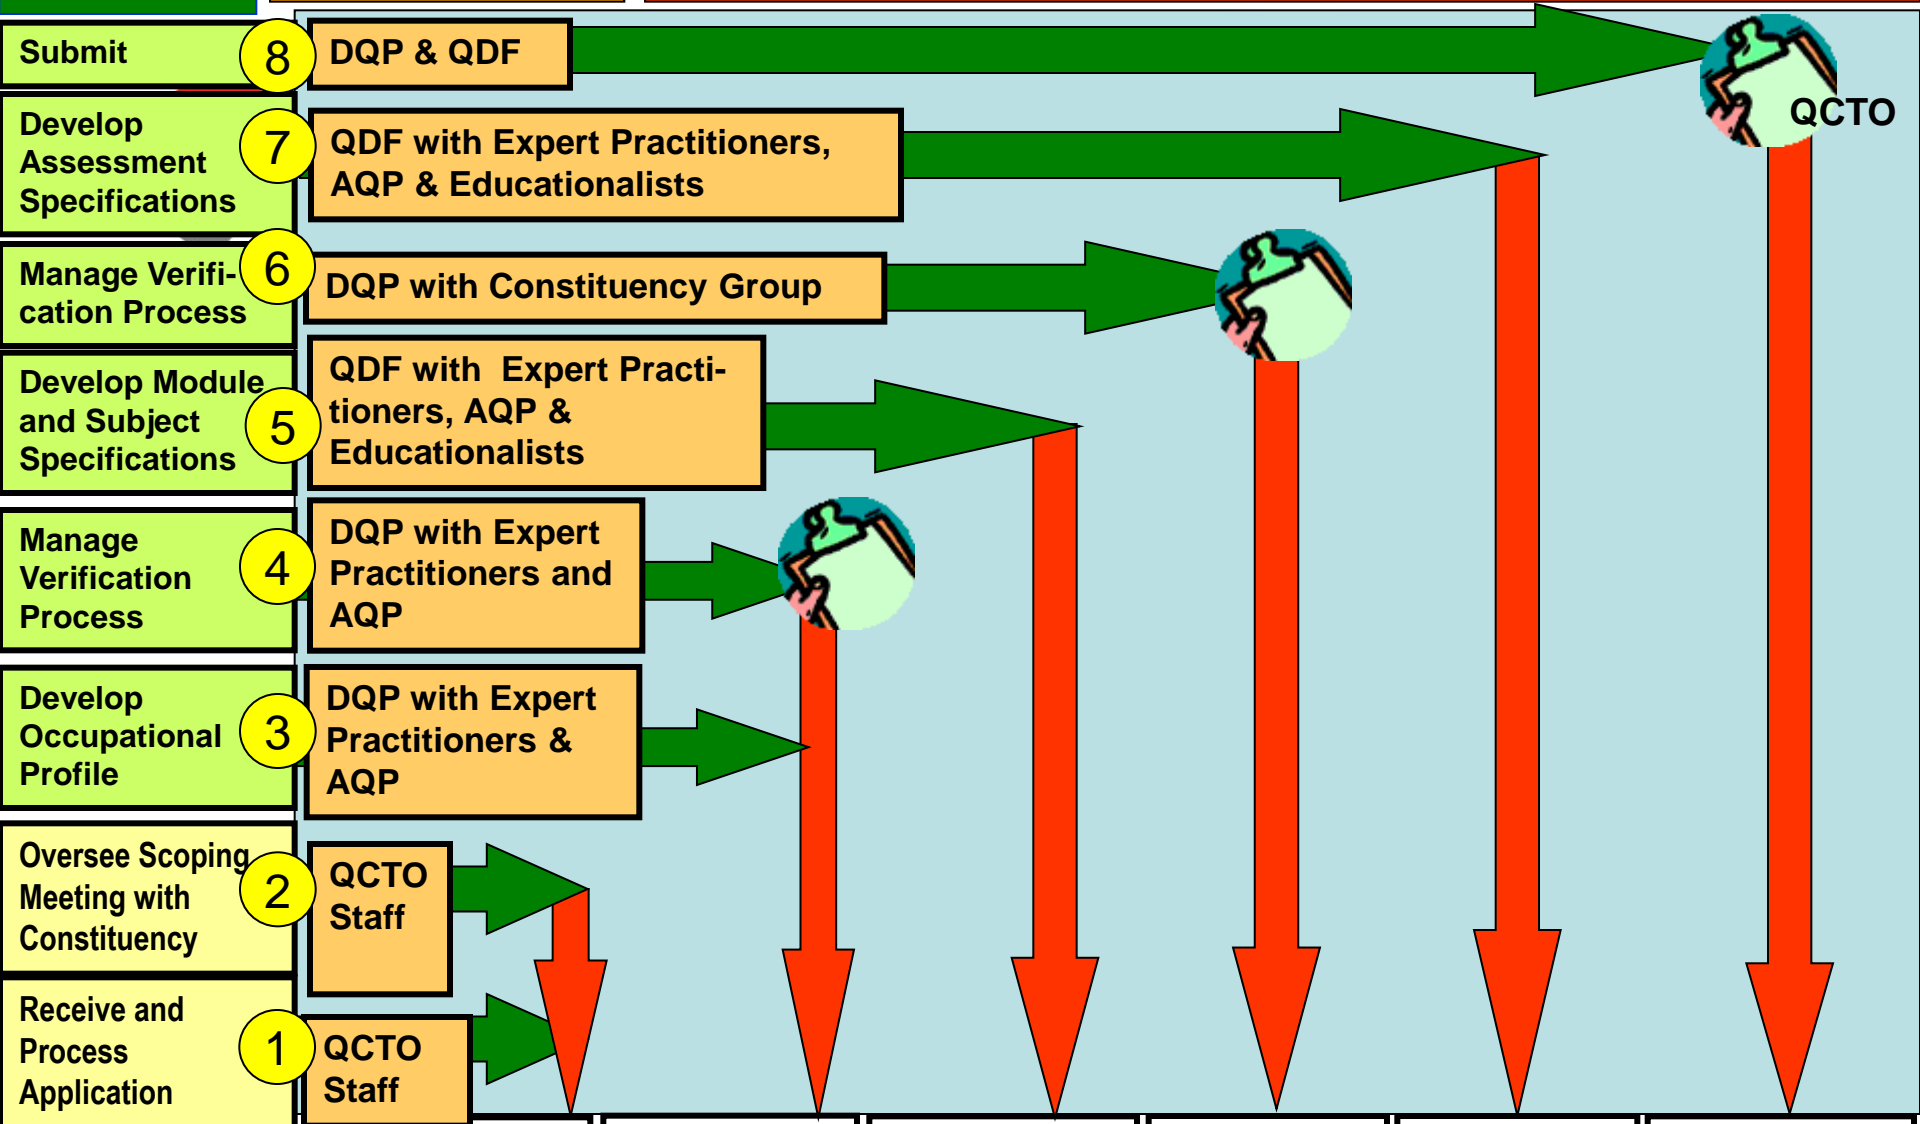 Submit
8
DQP & QDF
QCTO
Develop
Assessment
Specifications
7
QDF with Expert Practitioners,
AQP & Educationalists
Manage Verifi-
cation Process
6
DQP with Constituency Group
Develop Module
and Subject
Specifications
5
QDF with  Expert Practi-
tioners, AQP &
Educationalists
Manage
Verification
Process
4
DQP with Expert
Practitioners and
AQP
Develop
Occupational
Profile
3
DQP with Expert
Practitioners &
AQP
Oversee Scoping
Meeting with
Constituency
2
QCTO
Staff
Receive and
Process
Application
1
QCTO
Staff